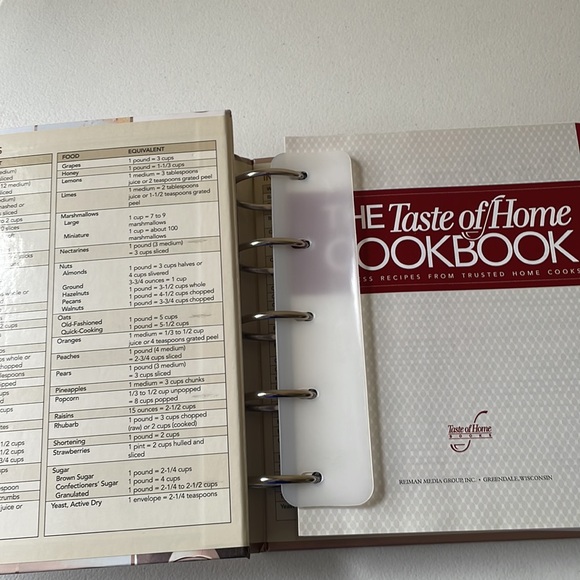 FOOD EQUIVALENT
Grapes 1 pound = 3 cups
Honey 1 pound = 1-1/3 cups
Lemons 1 medium = 3 tablespoons
juice or 2 teaspoons grated peel
Limes 1 medium = 2 tablespoons
juice or 1-1/2 teaspoons
grated peel
Marshmallows
Large 1 cup = 7 to 9
marshmallows
Miniature 1 cup = about 100
marshmallows
Nectarines 1 pound (3 medium)
= 3 cups sliced
Nuts
Almonds 1 pound = 3 cups halves or
4 cups slivered
Ground 3-3/4 ounces = 1 cup
Hazelnuts 1 pound = 3-1/2 cups whole
Pecans 1 pound = 4-1/2 cups chopped
Walnuts 1 pound = 3-3/4 cups chopped
Oats
Old-Fashioned 1 pound = 5 cups
Quick-Cooking 1 pound = 5-1/2 cups
Oranges 1 medium = 1/3 to 1/2 cup
juice or 4 teaspoons grated peel
Peaches 1 pound (4 medium)
= 2-3/4 cups sliced
Pears 1 pound (3 medium)
= 3 cups sliced
Pineapples 1 medium = 3 cups chunks
Popcorn 1/3 to 1/2 cup unpopped
= 8 cups popped
Raisins 15 ounces = 2-1/2 cups
Rhubarb 1 pound = 3 cups chopped
(raw) or 2 cups (cooked)
Shortening 1 pound = 2 cups
Strawberries 1 pint = 2 cups hulled and
sliced
Sugar
Brown Sugar 1 pound = 2-1/4 cups
Confectioners' Sugar 1 pound = 4 cups
Granulated 1 pound = 2-1/4 to 2-1/2 cups
Yeast, Active Dry 1 envelope = 2-1/4 teaspoons
HE Taste of Home
OOKBOOK
SS RECIPES FROM TRUSTED HOME COOKS
Taste of Home
BOOKS
REIMAN MEDIA GROUP, INC. • GREENDALE, WISCONSIN